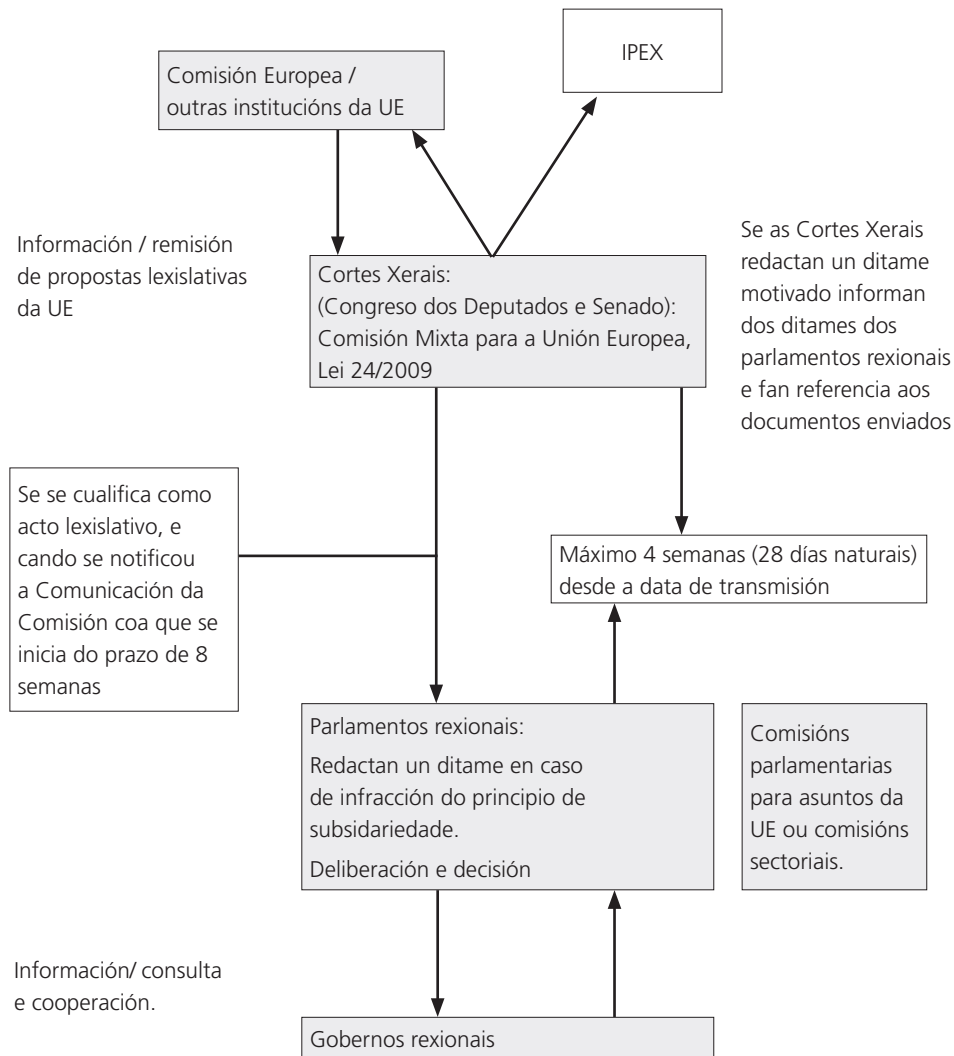 IPEX
Comisión Europea /
outras institucións da UE
Información / remisión
de propostas lexislativas
da UE
Cortes Xerais:
(Congreso dos Deputados e Senado):
Comisión Mixta para a Unión Europea,
Lei 24/2009
Se as Cortes Xerais
redactan un ditame
motivado informan
dos ditames dos
parlamentos rexionais
e fan referencia aos
documentos enviados
Se se cualifica como
acto lexislativo, e
cando se notificou
a Comunicación da
Comisión coa que se
inicia do prazo de 8
semanas
Máximo 4 semanas (28 días naturais)
desde a data de transmisión
Parlamentos rexionais:
Redactan un ditame en caso
de infracción do principio de
subsidariedade.
Deliberación e decisión
Comisións
parlamentarias
para asuntos da
UE ou comisións
sectoriais.
Información/ consulta
e cooperación.
Gobernos rexionais